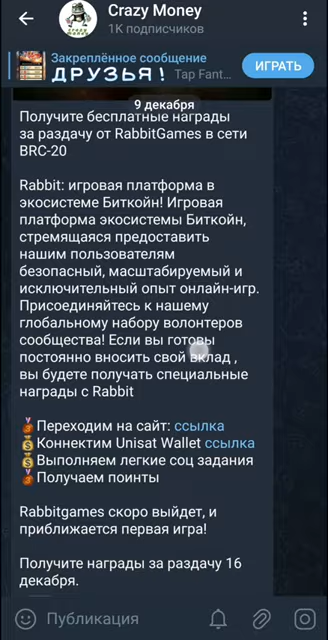 Crazy Money
1K подписчиков
Закреплённое сообщение
ДРУЗЬЯ! Tap Fant...
ИГРАТЬ
9 декабря
Получите бесплатные награды
за раздачу от RabbitGames в сети
BRC-20
Rabbit: игровая платформа в
экосистеме Биткойн! Игровая
платформа экосистемы Биткойн,
стремящаяся предоставить
нашим пользователям
безопасный, масштабируемый и
исключительный опыт онлайн-игр.
Присоединяйтесь к нашему
глобальному набору волонтеров
сообщества! Если вы готовы
постоянно вносить свой вклад ,
вы будете получать специальные
награды с Rabbit
Переходим на сайт: ссылка
Коннектим Unisat Wallet ссылка
Выполняем легкие соц задания
Получаем поинты
Rabbitgames скоро выйдет, и
приближается первая игра!
Получите награды за раздачу 16
декабря.
Публикация